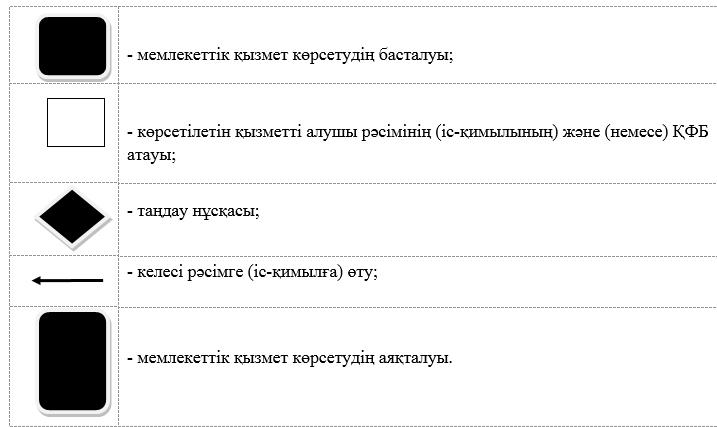 - мемлекеттік қызмет көрсетудің басталуы;
- көрсетілетін қызметті алушы рәсімінің (іс-қимылының) және (немесе) ҚФБ
атауы;
- таңдау нұсқасы;
- келесі рәсімге (іс-қимылға) өту;
- мемлекеттік қызмет көрсетудің аяқталуы.